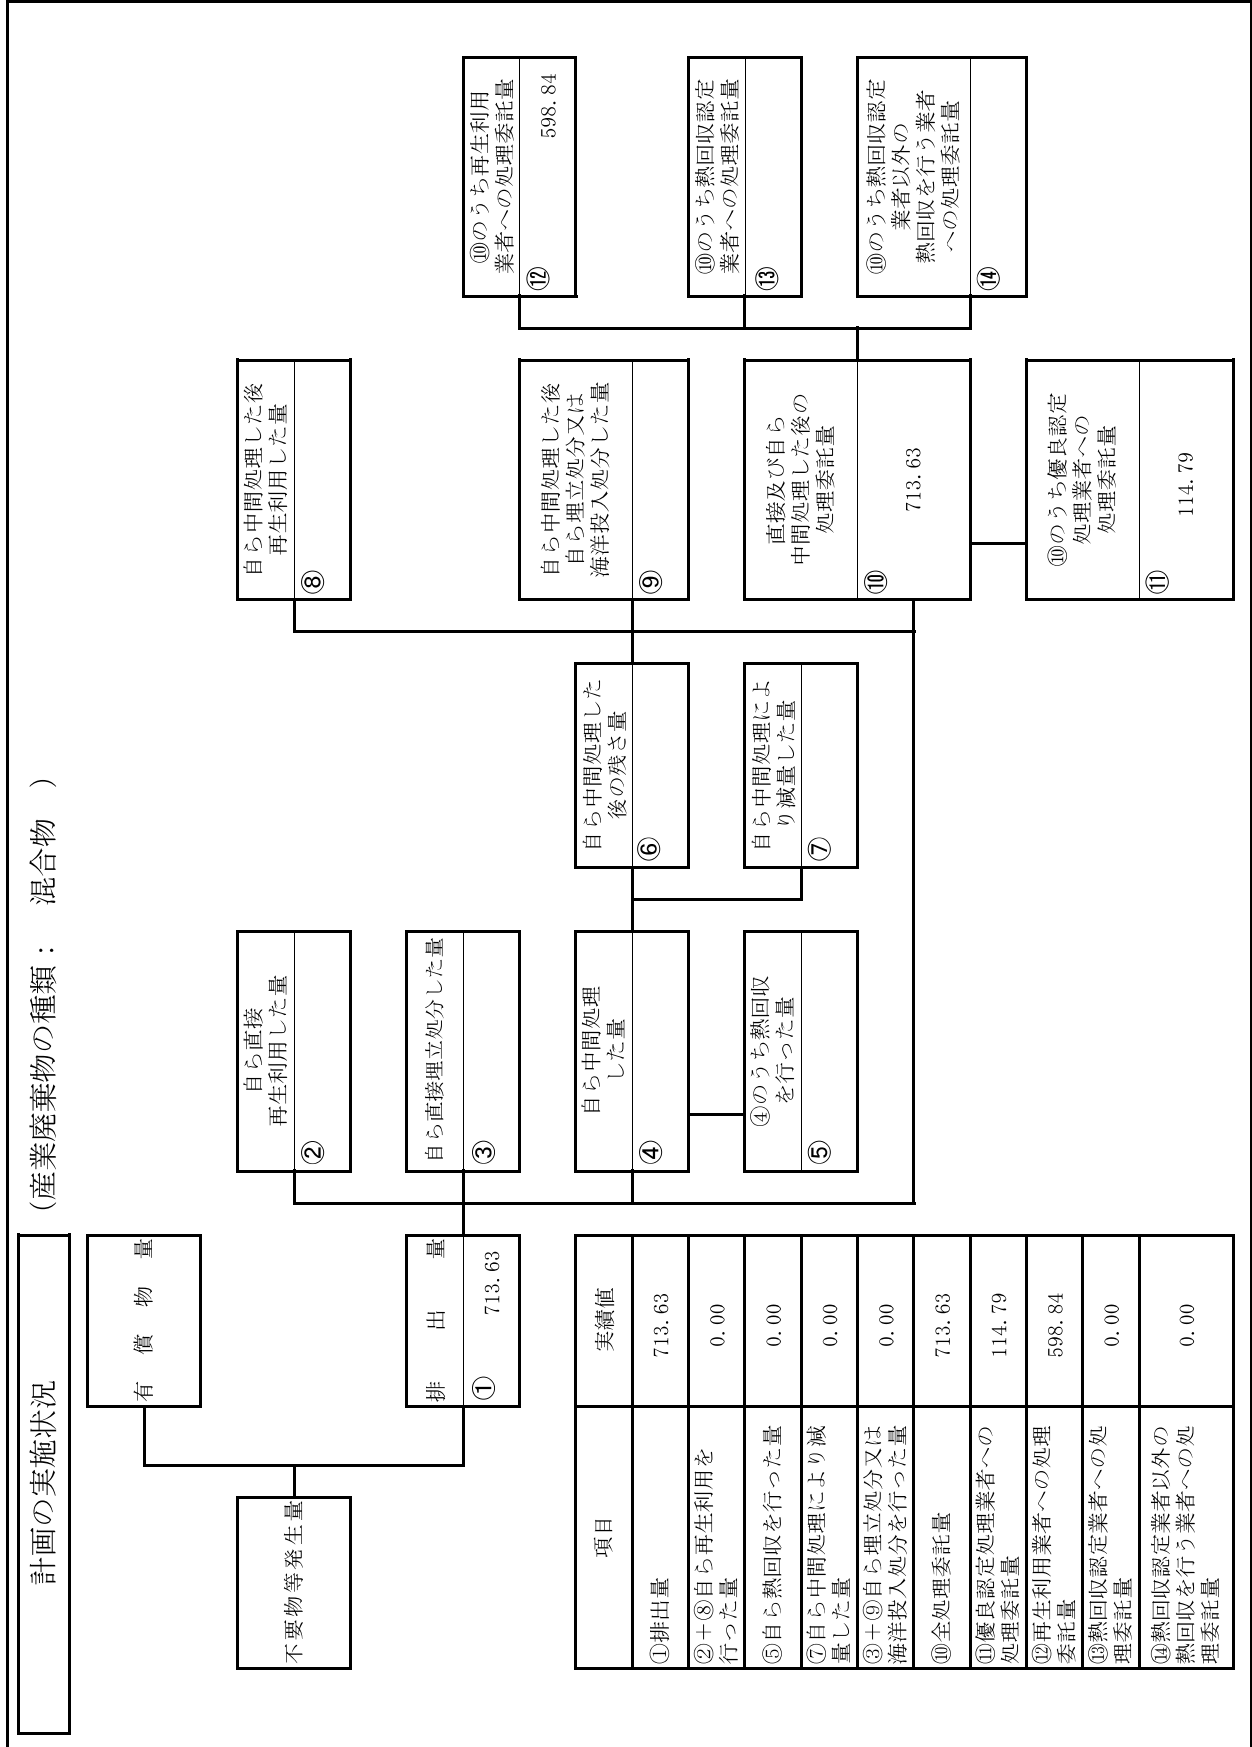 計画の実施状況
(産業廃棄物の種類： 混合物 )
不要物等発生量
有 償 物 量
排 出 量
① 713.63
自ら直接
再生利用した量
②
自ら直接埋立処分した量
③
自ら中間処理
した量
④
④のうち熱回収
を行った量
⑤
自ら中間処理した
後の残さ量
⑥
自ら中間処理によ
り減量した量
⑦
自ら中間処理した後
再生利用した量
⑧
自ら中間処理した後
自ら埋立処分又は
海洋投入処分した量
⑨
直接及び自ら
中間処理した後の
処理委託量
⑩ 713.63
⑩のうち優良認定
処理業者への
処理委託量
⑪ 114.79
⑩のうち再生利用
業者への処理委託量
⑫ 598.84
⑩のうち熱回収認定
業者への処理委託量
⑬
⑩のうち熱回収認定
業者以外の
熱回収を行う業者
への処理委託量
⑭
項目 実績値
①排出量 713.63
②＋⑧自ら再生利用を
行った量 0.00
⑤自ら熱回収を行った量 0.00
⑦自ら中間処理により減
量した量 0.00
③＋⑨自ら埋立処分又は
海洋投入処分を行った量 0.00
⑩全処理委託量 713.63
⑪優良認定処理業者への
処理委託量 114.79
⑫再生利用業者への処理
委託量 598.84
⑬熱回収認定業者への処
理委託量 0.00
⑭熱回収認定業者以外の
熱回収を行う業者への処
理委託量 0.00